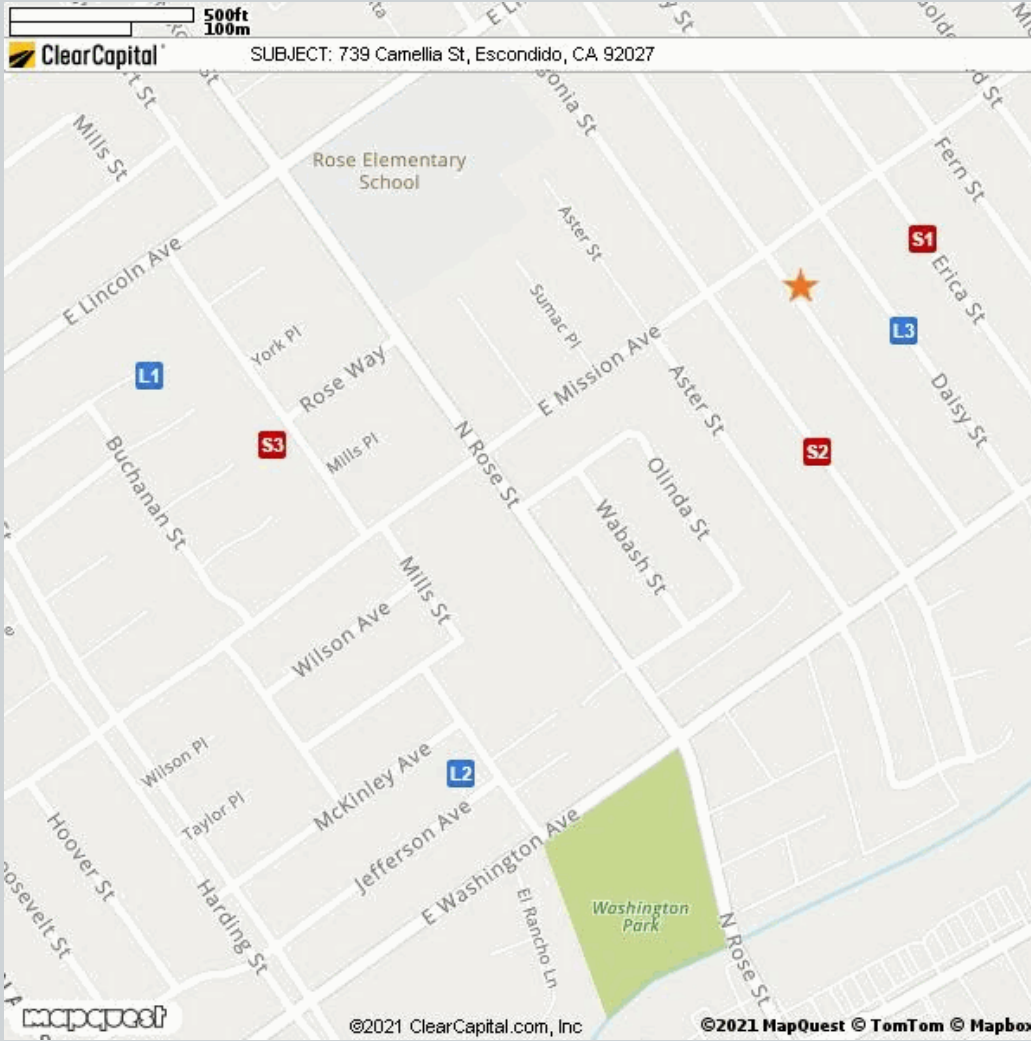 500ft
100m
ClearCapital
SUBJECT: 739 Camellia St, Escondido, CA 92027
Mills St
Rose Elementary
School
Aster St
Fern St
S1
E Lincoln Ave
Erica St
Sumac Pl
L3
York Pl
Rose Way
E Mission Ave
L1
Aster St
Daisy St
S3
Mills Pl
N Rose St
S2
Buchanan St
Olinda St
Wabash St
Mills St
Wilson Ave
Wilson Pl
L2
McKinley Ave
Taylor Pl
Jefferson Ave
E Washington Ave
Hoover St
Harding St
El Rancho Ln
Washington
Park
N Rose St
mapquest
©2021 ClearCapital.com, Inc
©2021 MapQuest © TomTom © Mapbox